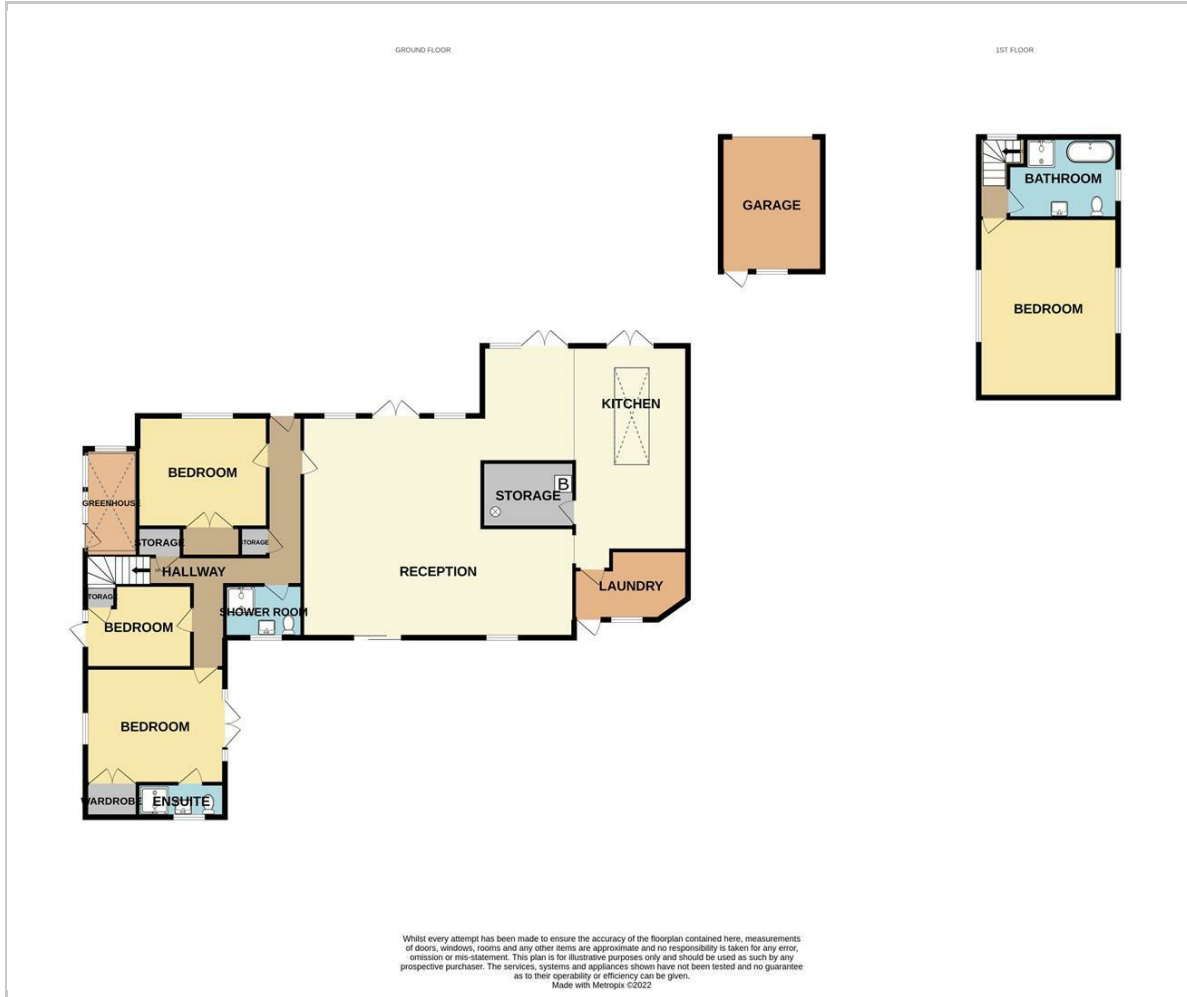 GROUND FLOOR
1ST FLOOR
GARAGE
BATHROOM
BEDROOM
KITCHEN
BEDROOM
B
STORAGE
GREENHOUSE
STORAGE
STORAGE
HALLWAY
RECEPTION
LAUNDRY
TORAG
SHOWER ROOM
BEDROOM
BEDROOM
WARDROBE
ENSUITE
Whilst every attempt has been made to ensure the accuracy of the floorplan contained here, measurements
of doors, windows, rooms and any other items are approximate and no responsibility is taken for any error,
omission or mis-statement. This plan is for illustrative purposes only and should be used as such by any
prospective purchaser. The services, systems and appliances shown have not been tested and no guarantee
as to their operability or efficiency can be given.
Made with Metropix ©2022